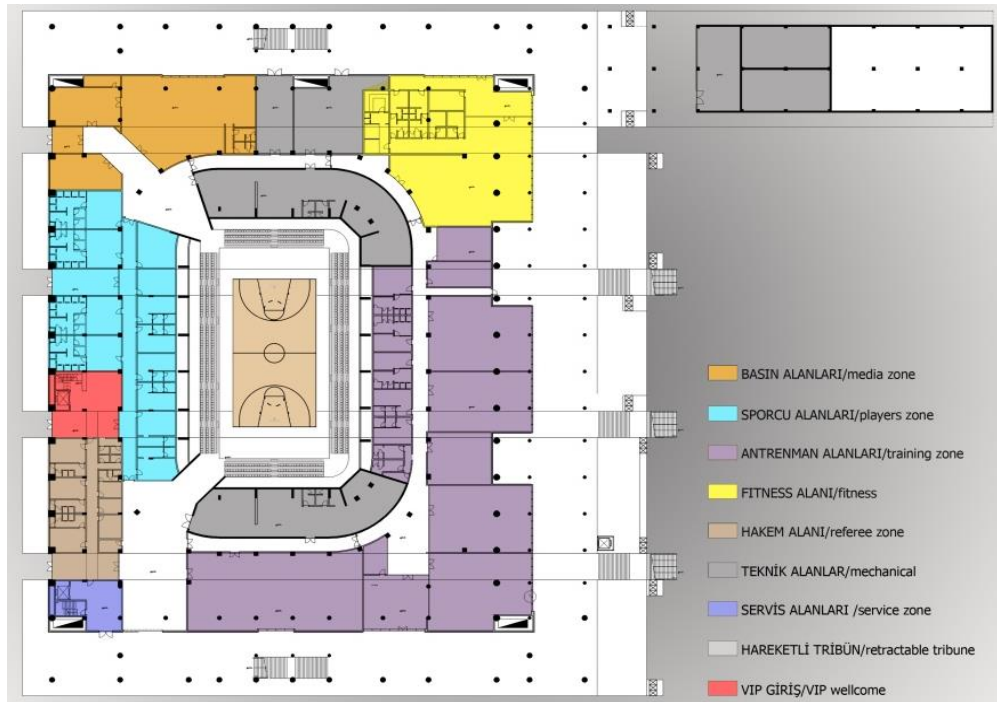 BASIN ALANLARI/media zone
SPORCU ALANLARI/players zone
ANTRENMAN ALANLARI/training zone
FITNESS ALANI/fitness
HAKEM ALANI/referee zone
TEKNİK ALANLAR/mechanical
SERVİS ALANLARI /service zone
HAREKETLİ TRİBÜN/retractable tribune
VIP GİRİŞ/VIP wellcome